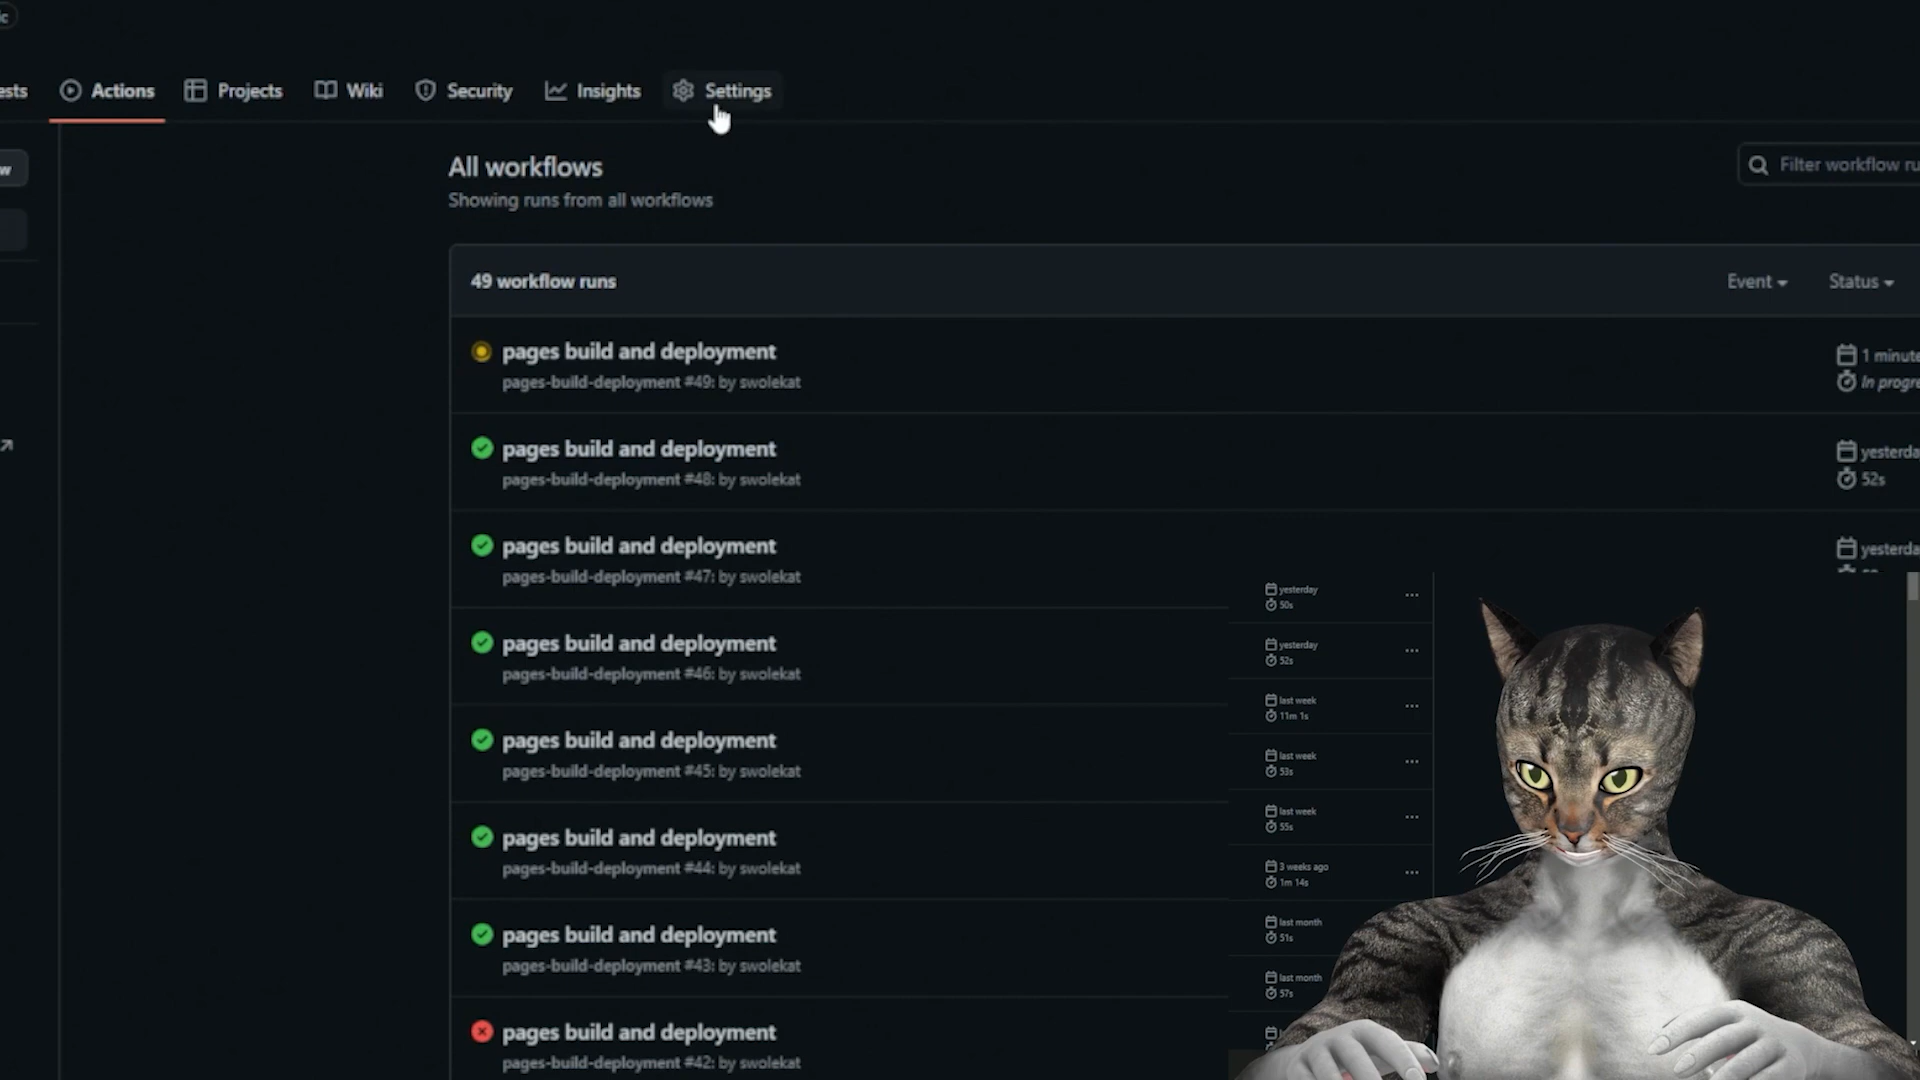 Actions Projects Wiki Security Insights Settings
All workflows
Showing runs from all workflows
Filter workflow ru
49 workflow runs
Event Status
pages build and deployment
pages-build-deployment #49: by swolekat
1 minute
In progre
pages build and deployment
pages-build-deployment #48: by swolekat
yesterda
52s
pages build and deployment
pages-build-deployment #47: by swolekat
yesterda
pages build and deployment
pages-build-deployment #46: by swolekat
pages build and deployment
pages-build-deployment #45: by swolekat
pages build and deployment
pages-build-deployment #44: by swolekat
pages build and deployment
pages-build-deployment #43: by swolekat
pages build and deployment
pages-build-deployment #42: by swolekat
yesterday
50s
yesterday
52s
last week
11m 1s
last week
53s
last week
55s
3 weeks ago
1m 14s
last month
51s
last month
57s